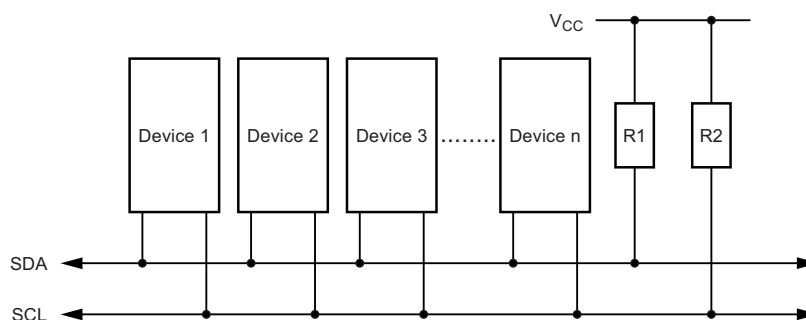 VCC
Device 1 Device 2 Device 3 ........ Device n R1 R2
SDA
SCL